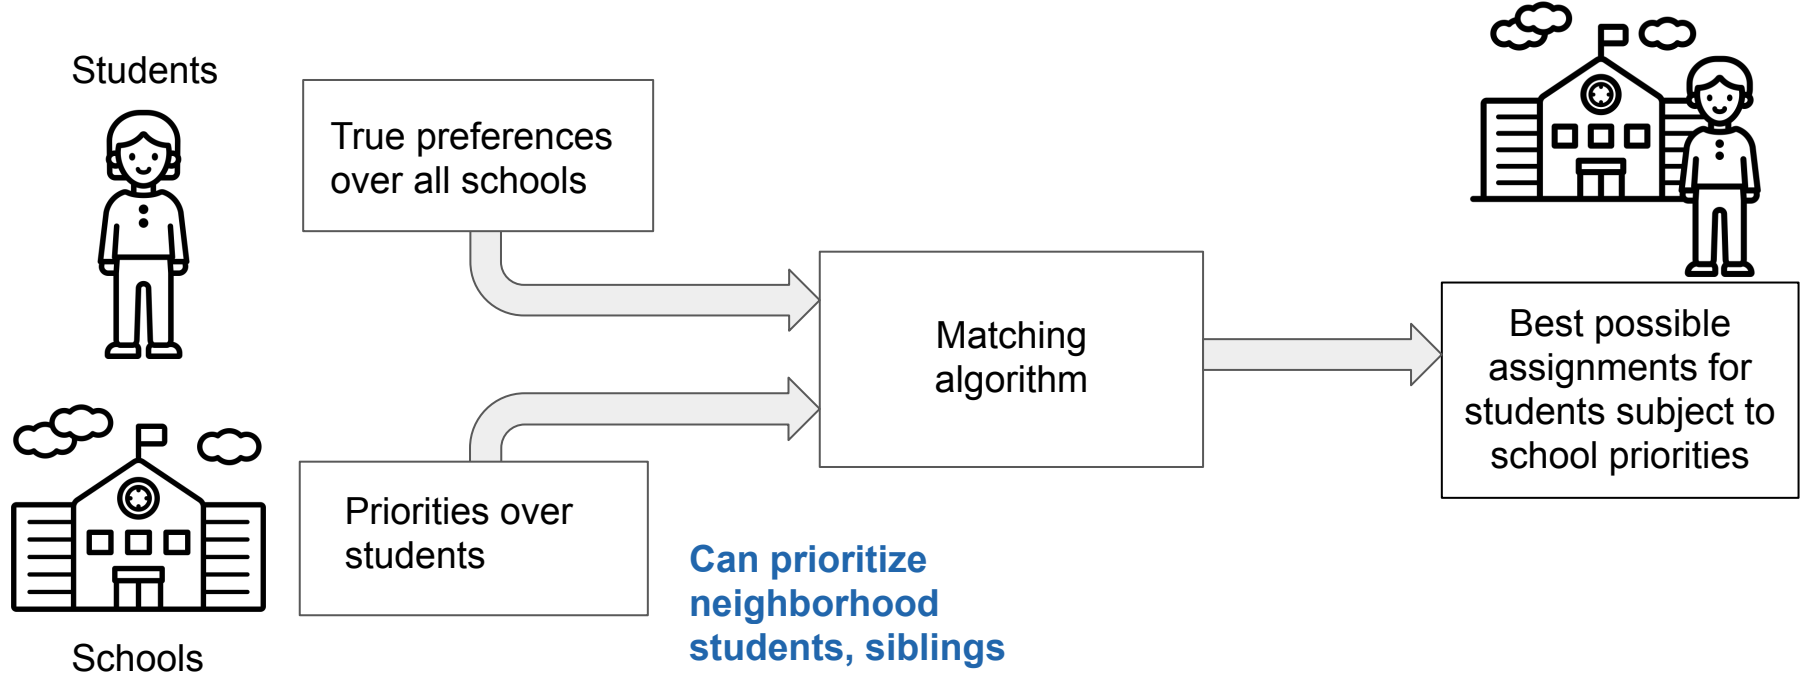 Students
True preferences
over all schools
Matching
algorithm
Best possible
assignments for
students subject to
school priorities
Priorities over
students
Can prioritize
neighborhood
students, siblings
Schools